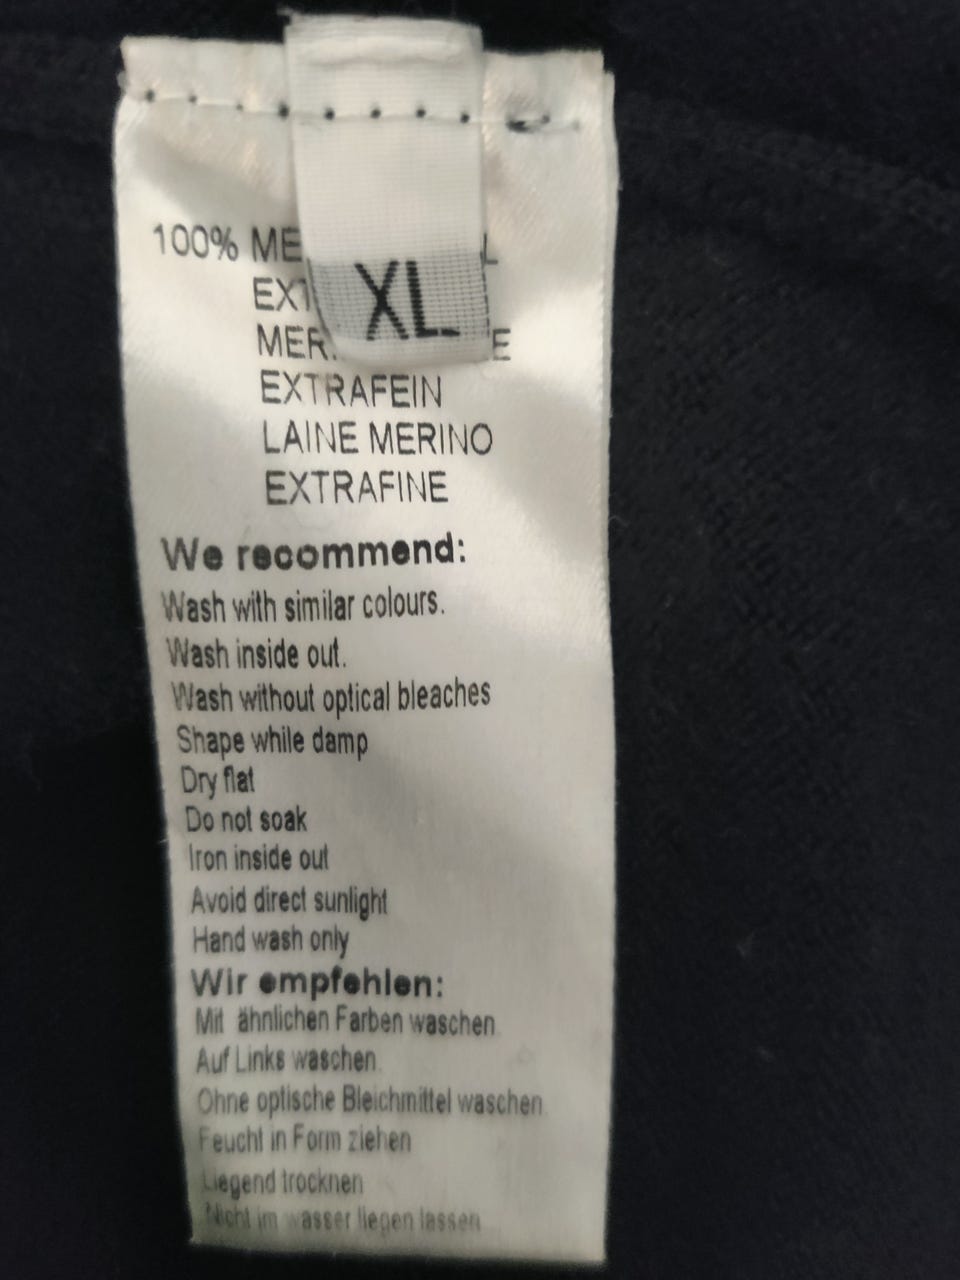 XL
100%
EXTRAFEIN
LAINE MERINO
EXTRAFINE
We recommend:
Wash with similar colours.
Wash inside out.
Wash without optical bleaches
Shape while damp
Dry flat
Do not soak
Iron inside out
Avoid direct sunlight
Hand wash only
Wir empfehlen:
Mit ähnlichen Farben waschen
Auf Links waschen.
Ohne optische Bleichmittel waschen.
Feucht in Form ziehen
Liegend trocknen
Nicht im wasser liegen lassen